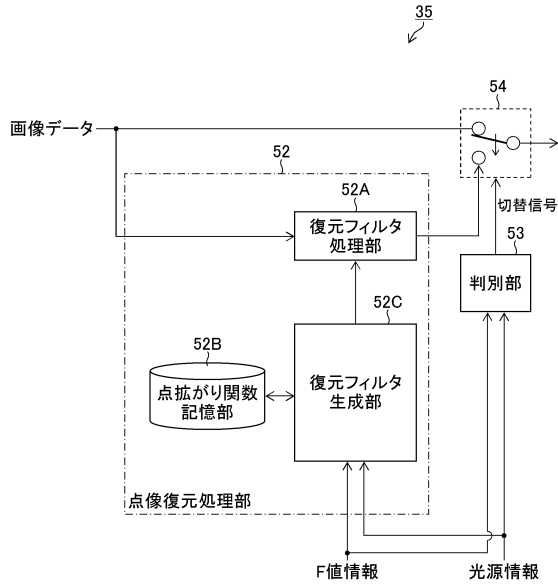 35
54
画像データ
52
切替信号
52A
復元フィルタ
処理部
53
判別部
52C
52B
復元フィルタ
生成部
点拡がり関数
記憶部
点像復元処理部
F値情報
光源情報